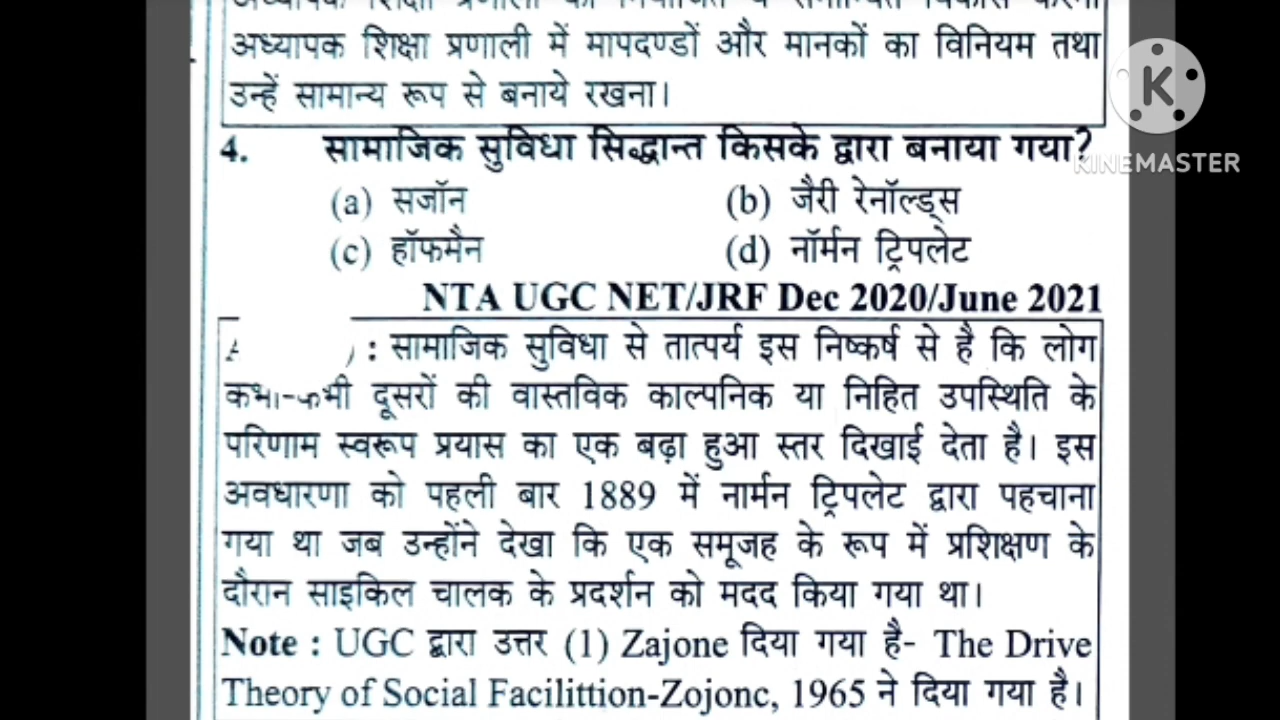 अध्यापक शिक्षा प्रणाली में मापदण्डों और मानकों का विनियम तथा
उन्हें सामान्य रूप से बनाये रखना।
K
KINEMASTER
4. सामाजिक सुविधा सिद्धान्त किसके द्वारा बनाया गया?
(a) सजॉन (b) जैरी रेनॉल्ड्स
(c) हॉफमैन (d) नॉर्मन ट्रिपलेट
NTA UGC NET/JRF Dec 2020/June 2021
) : सामाजिक सुविधा से तात्पर्य इस निष्कर्ष से है कि लोग
कभी-कभी दूसरों की वास्तविक काल्पनिक या निहित उपस्थिति के
परिणाम स्वरूप प्रयास का एक बढ़ा हुआ स्तर दिखाई देता है। इस
अवधारणा को पहली बार 1889 में नार्मन ट्रिपलेट द्वारा पहचाना
गया था जब उन्होंने देखा कि एक समूजह के रूप में प्रशिक्षण के
दौरान साइकिल चालक के प्रदर्शन को मदद किया गया था।
Note : UGC द्वारा उत्तर (1) Zajone दिया गया है- The Drive
Theory of Social Facilittion-Zojonc, 1965 ने दिया गया है।